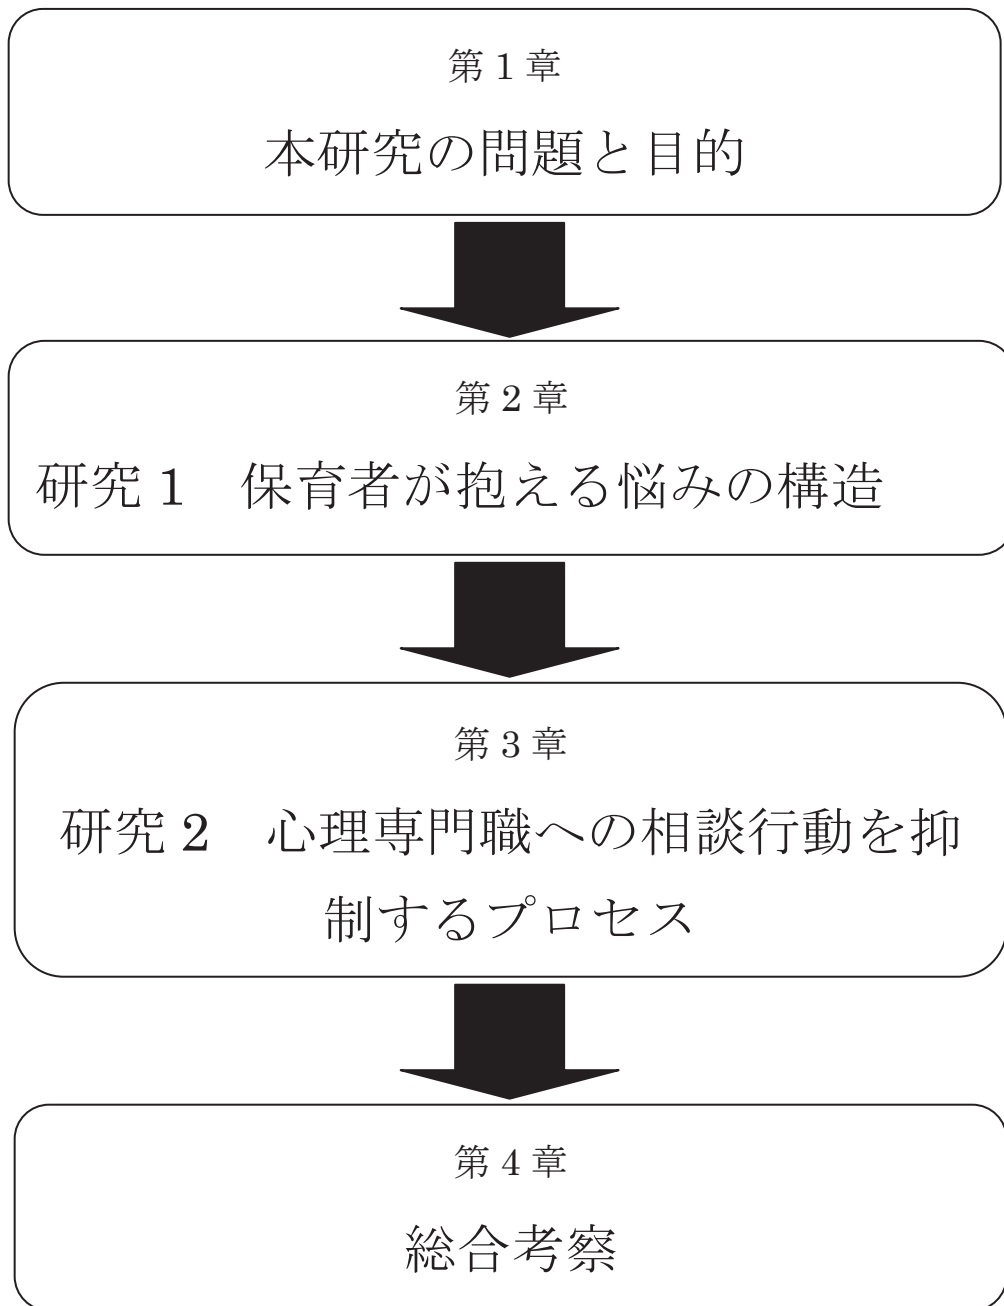 第 1 章
本研究の問題と目的
第 2 章
研究 1　保育者が抱える悩みの構造
第 3 章
研究 2　心理専門職への相談行動を抑
制するプロセス
第 4 章
総合考察